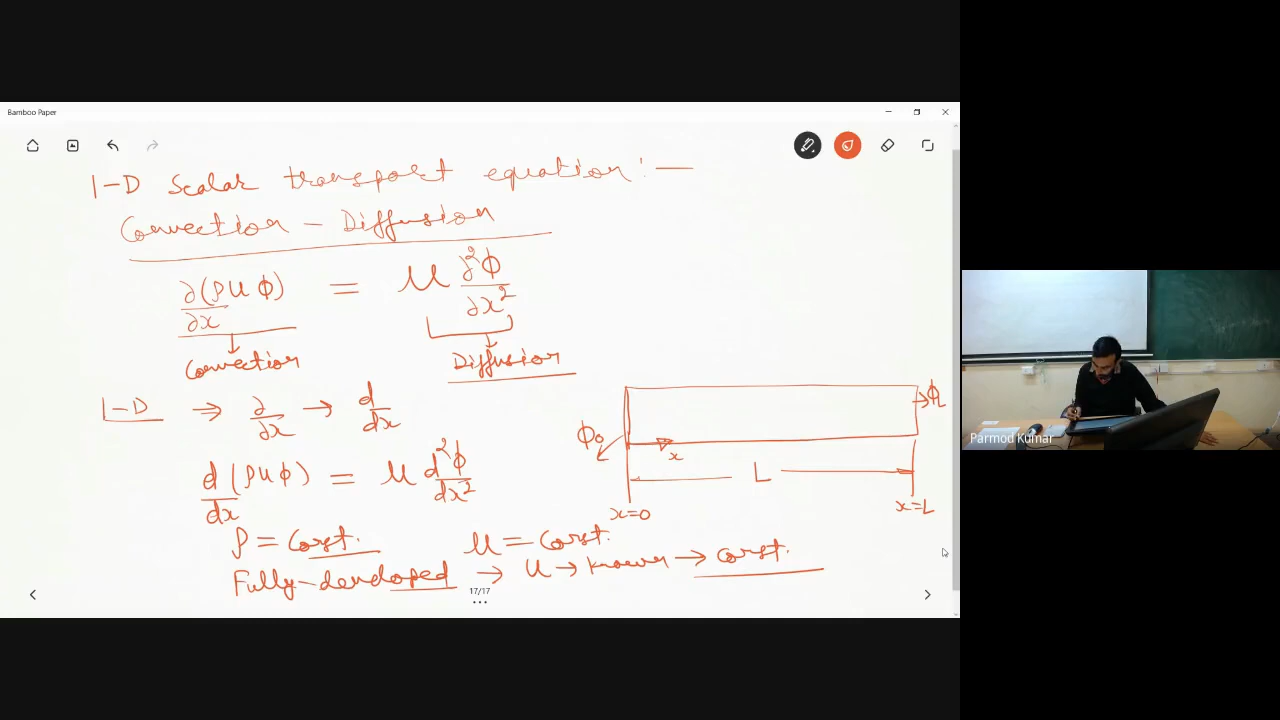 Bamboo Paper
1-D Scalar transport equation :—
Convection - Diffusion
∂(ρuφ)/∂x = μ ∂²φ/∂x²
Convection
Diffusion
1-D ⇒ ∂/∂x → d/dx
φL
φ0
x
d/dx (ρuφ) = μ d²φ/dx²
L
x=0
x=L
ρ = Const. μ = Const.
Fully-developed → u → known → const.
17/17
Parmod Kumar